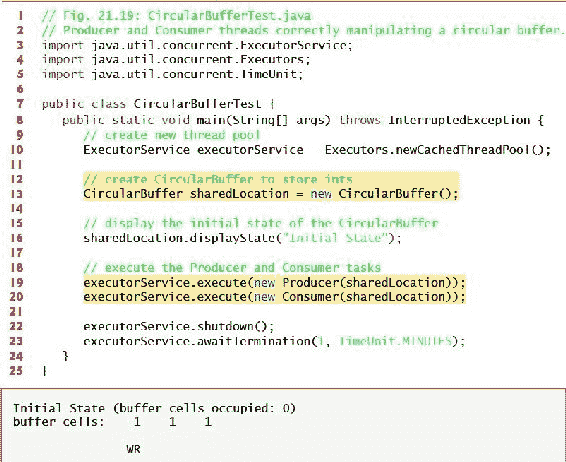 1 // Fig. 21.19: CircularBufferTest.java
2 // Producer and Consumer threads correctly manipulating a circular buffer.
3 import java.util.concurrent.ExecutorService;
4 import java.util.concurrent.Executors;
5 import java.util.concurrent.TimeUnit;
6
7 public class CircularBufferTest {
8 public static void main(String[] args) throws InterruptedException {
9 // create new thread pool
10 ExecutorService executorService Executors.newCachedThreadPool();
11
12 // create CircularBuffer to store ints
13 CircularBuffer sharedLocation = new CircularBuffer();
14
15 // display the initial state of the CircularBuffer
16 sharedLocation.displayState("Initial State");
17
18 // execute the Producer and Consumer tasks
19 executorService.execute(new Producer(sharedLocation));
20 executorService.execute(new Consumer(sharedLocation));
21
22 executorService.shutdown();
23 executorService.awaitTermination(1, TimeUnit.MINUTES);
24 }
25 }
Initial State (buffer cells occupied: 0)
buffer cells: 1 1 1
WR